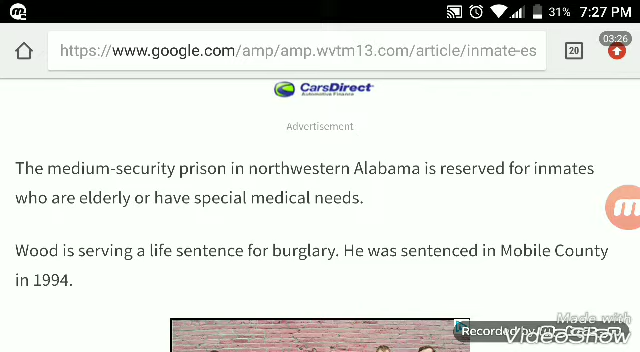 31% 7:27 PM
https://www.google.com/amp/amp.wvtm13.com/article/inmate-es
20
03:26
CarsDirect
Automotive Finance
Advertisement
The medium-security prison in northwestern Alabama is reserved for inmates
who are elderly or have special medical needs.
Wood is serving a life sentence for burglary. He was sentenced in Mobile County
in 1994.
Made with
Recorded by
VideoShow